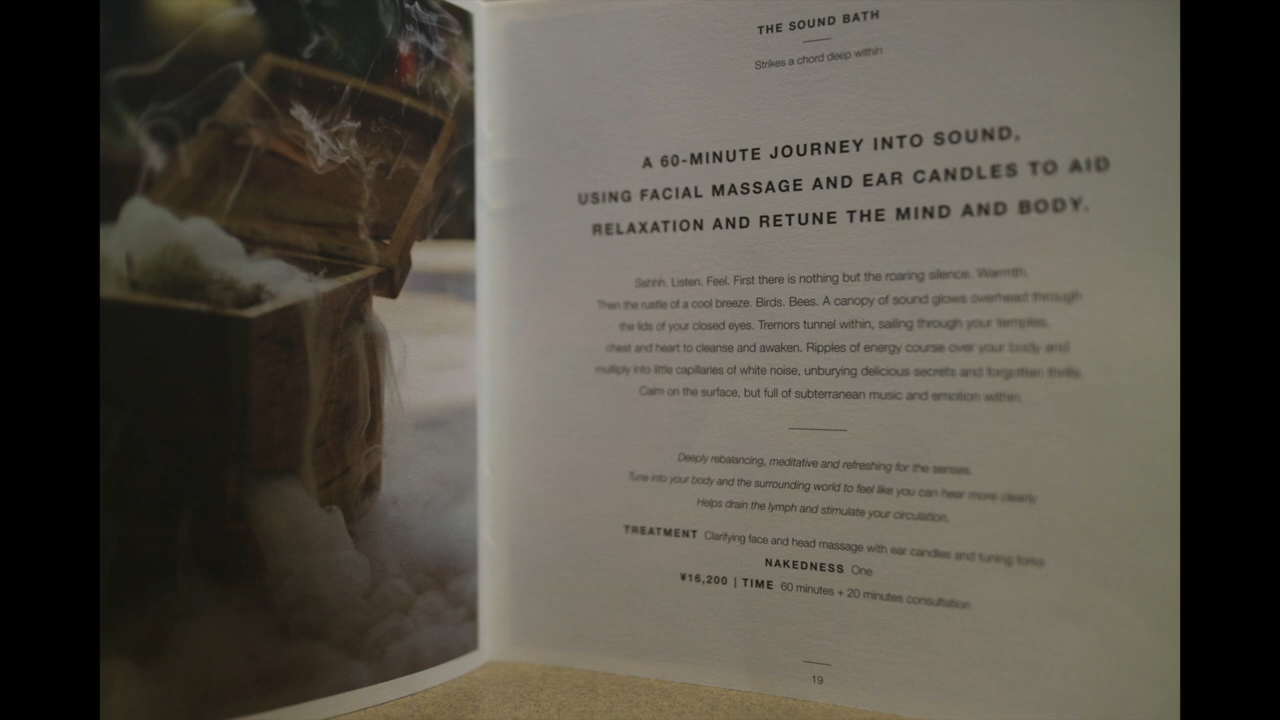 THE SOUND BATH
Strikes a chord deep within
A 60-MINUTE JOURNEY INTO SOUND,
USING FACIAL MASSAGE AND EAR CANDLES TO AID
RELAXATION AND RETUNE THE MIND AND BODY.
Sshhh. Listen. Feel. First there is nothing but the roaring silence. Warmth.
Then the rustle of a cool breeze. Birds. Bees. A canopy of sound glows overhead through
the lids of your closed eyes. Tremors tunnel within, sailing through your temples,
chest and heart to cleanse and awaken. Ripples of energy course over your body and
multiply into little capillaries of white noise, unburying delicious secrets and forgotten thrills.
Calm on the surface, but full of subterranean music and emotion within.
Deeply rebalancing, meditative and refreshing for the senses.
Tune into your body and the surrounding world to feel like you can hear more clearly.
Helps drain the lymph and stimulate your circulation.
TREATMENT Clarifying face and head massage with ear candles and tuning forks
NAKEDNESS One
¥16,200 | TIME 60 minutes + 20 minutes consultation
19